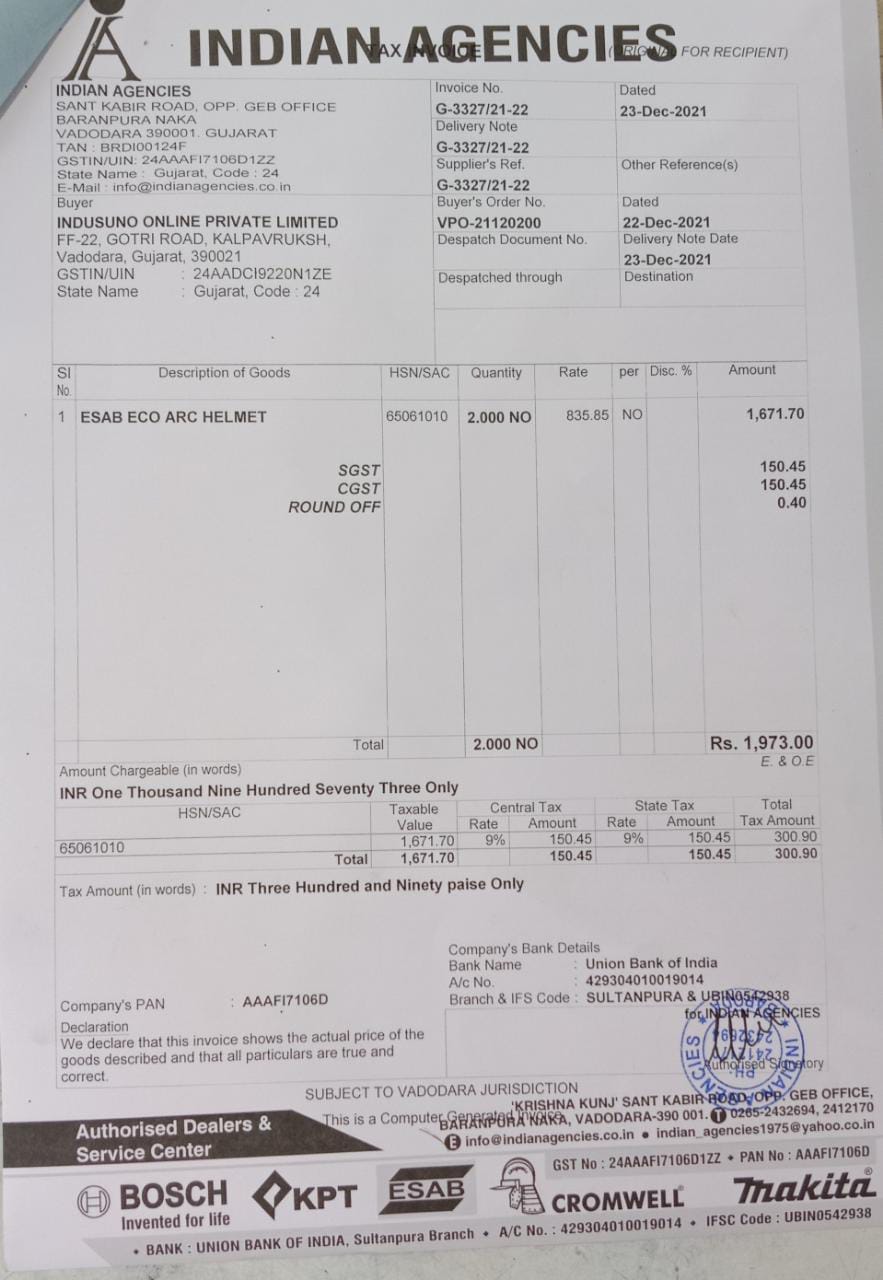 INDIAN AGENCIES
TAX INVOICE
(ORIGINAL FOR RECIPIENT)
INDIAN AGENCIES
SANT KABIR ROAD, OPP. GEB OFFICE
BARANPURA NAKA
VADODARA 390001. GUJARAT
TAN : BRDI00124F
GSTIN/UIN: 24AAAFI7106D1ZZ
State Name : Gujarat, Code : 24
E-Mail : info@indianagencies.co.in
Invoice No. Dated
G-3327/21-22 23-Dec-2021
Delivery Note
G-3327/21-22
Supplier's Ref. Other Reference(s)
G-3327/21-22
Buyer
INDUSUNO ONLINE PRIVATE LIMITED
FF-22, GOTRI ROAD, KALPAVRUKSH,
Vadodara, Gujarat, 390021
GSTIN/UIN : 24AADCI9220N1ZE
State Name : Gujarat, Code : 24
Buyer's Order No. Dated
VPO-21120200 22-Dec-2021
Despatch Document No. Delivery Note Date
23-Dec-2021
Despatched through Destination
SI No. Description of Goods HSN/SAC Quantity Rate per Disc. % Amount
1 ESAB ECO ARC HELMET 65061010 2.000 NO 835.85 NO 1,671.70
SGST 150.45
CGST 150.45
ROUND OFF 0.40
Total 2.000 NO Rs. 1,973.00
E. & O.E
Amount Chargeable (in words)
INR One Thousand Nine Hundred Seventy Three Only
HSN/SAC Taxable Value Central Tax State Tax Total Tax Amount
Rate Amount Rate Amount
65061010 1,671.70 9% 150.45 9% 150.45 300.90
Total 1,671.70 150.45 150.45 300.90
Tax Amount (in words) : INR Three Hundred and Ninety paise Only
Company's Bank Details
Bank Name : Union Bank of India
A/c No. : 429304010019014
Branch & IFS Code : SULTANPURA & UBIN0542938
Company's PAN : AAAFI7106D
Declaration
We declare that this invoice shows the actual price of the
goods described and that all particulars are true and
correct.
for INDIAN AGENCIES
Authorised Signatory
INDIAN AGENCIES
SUBJECT TO VADODARA JURISDICTION
This is a Computer Generated Invoice
'KRISHNA KUNJ' SANT KABIR ROAD, OPP. GEB OFFICE,
BARANPURA NAKA, VADODARA-390 001. T 0265-2432694, 2412170
E info@indianagencies.co.in • indian_agencies1975@yahoo.co.in
Authorised Dealers &
Service Center
GST No : 24AAAFI7106D1ZZ • PAN No : AAAFI7106D
BOSCH
Invented for life
KPT
ESAB
CROMWELL
makita
• BANK : UNION BANK OF INDIA, Sultanpura Branch • A/C No. : 429304010019014 • IFSC Code : UBIN0542938